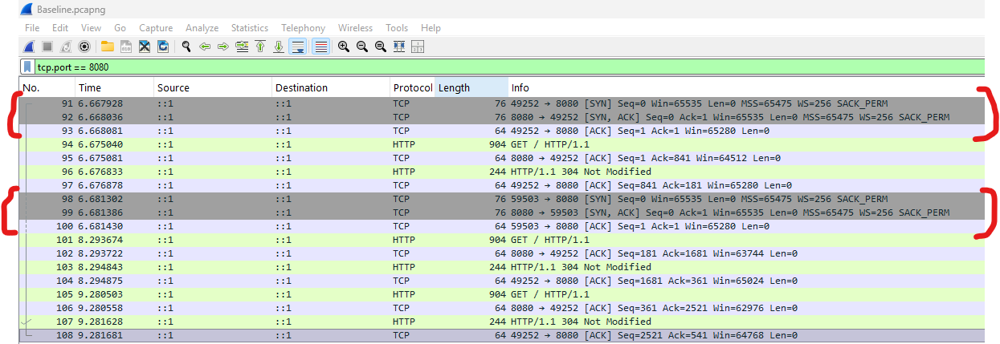 Baseline.pcapng
File Edit View Go Capture Analyze Statistics Telephony Wireless Tools Help
tcp.port == 8080
No. Time Source Destination Protocol Length Info
91 6.667928 ::1 ::1 TCP 76 49252 → 8080 [SYN] Seq=0 Win=65535 Len=0 MSS=65475 WS=256 SACK_PERM
92 6.668036 ::1 ::1 TCP 76 8080 → 49252 [SYN, ACK] Seq=0 Ack=1 Win=65535 Len=0 MSS=65475 WS=256 SACK_PERM
93 6.668081 ::1 ::1 TCP 64 49252 → 8080 [ACK] Seq=1 Ack=1 Win=65280 Len=0
94 6.675040 ::1 ::1 HTTP 904 GET / HTTP/1.1
95 6.675081 ::1 ::1 TCP 64 8080 → 49252 [ACK] Seq=1 Ack=841 Win=64512 Len=0
96 6.676833 ::1 ::1 HTTP 244 HTTP/1.1 304 Not Modified
97 6.676878 ::1 ::1 TCP 64 49252 → 8080 [ACK] Seq=841 Ack=181 Win=65280 Len=0
98 6.681302 ::1 ::1 TCP 76 59503 → 8080 [SYN] Seq=0 Win=65535 Len=0 MSS=65475 WS=256 SACK_PERM
99 6.681386 ::1 ::1 TCP 76 8080 → 59503 [SYN, ACK] Seq=0 Ack=1 Win=65535 Len=0 MSS=65475 WS=256 SACK_PERM
100 6.681430 ::1 ::1 TCP 64 59503 → 8080 [ACK] Seq=1 Ack=1 Win=65280 Len=0
101 8.293674 ::1 ::1 HTTP 904 GET / HTTP/1.1
102 8.293722 ::1 ::1 TCP 64 8080 → 49252 [ACK] Seq=181 Ack=1681 Win=63744 Len=0
103 8.294843 ::1 ::1 HTTP 244 HTTP/1.1 304 Not Modified
104 8.294875 ::1 ::1 TCP 64 49252 → 8080 [ACK] Seq=1681 Ack=361 Win=65024 Len=0
105 9.280503 ::1 ::1 HTTP 904 GET / HTTP/1.1
106 9.280558 ::1 ::1 TCP 64 8080 → 49252 [ACK] Seq=361 Ack=2521 Win=62976 Len=0
107 9.281628 ::1 ::1 HTTP 244 HTTP/1.1 304 Not Modified
108 9.281681 ::1 ::1 TCP 64 49252 → 8080 [ACK] Seq=2521 Ack=541 Win=64768 Len=0